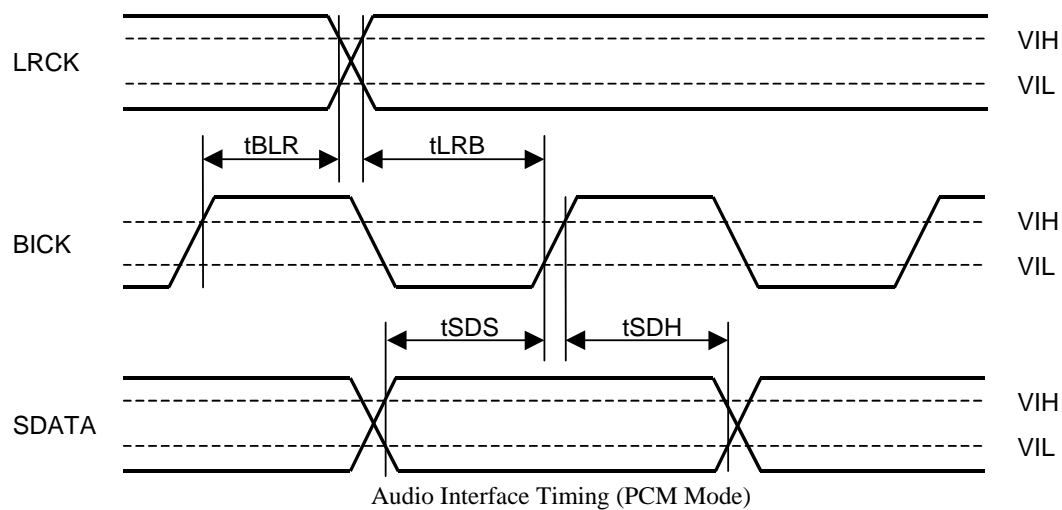 LRCK
VIH
VIL
tBLR
tLRB
BICK
VIH
VIL
tSDS
tSDH
SDATA
VIH
VIL
Audio Interface Timing (PCM Mode)